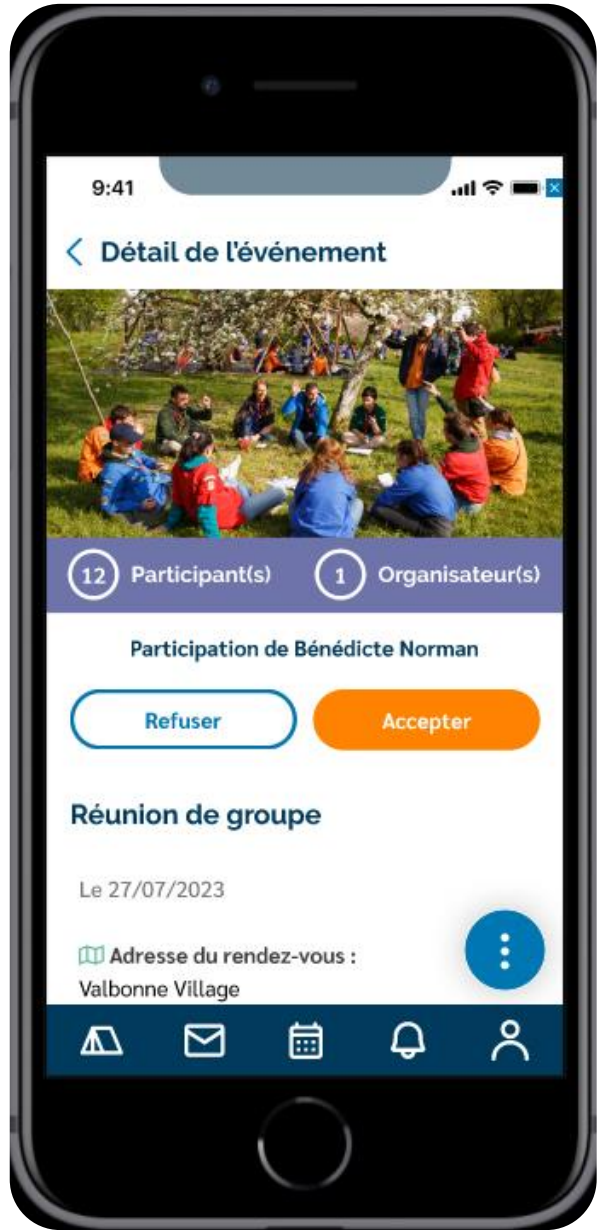 9:41
Détail de l'événement
12 Participant(s) 1 Organisateur(s)
Participation de Bénédicte Norman
Refuser Accepter
Réunion de groupe
Le 27/07/2023
Adresse du rendez-vous :
Valbonne Village